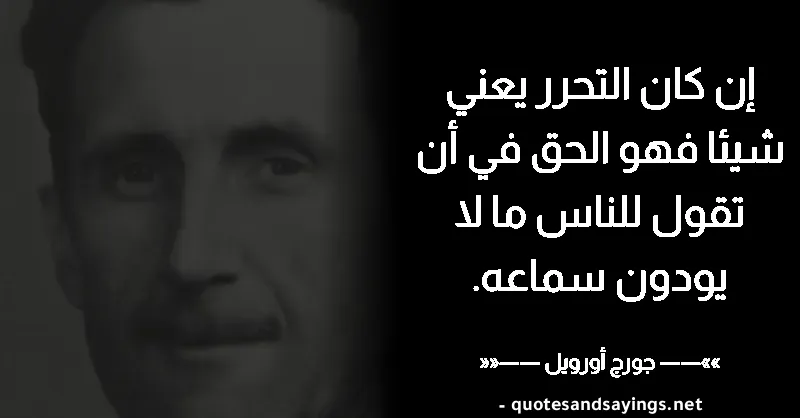 إن كان التحرر يعني
شيئا فهو الحق في أن
تقول للناس ما لا
يودون سماعه.
»»—— جورج أورويل ——««
- quotesandsayings.net